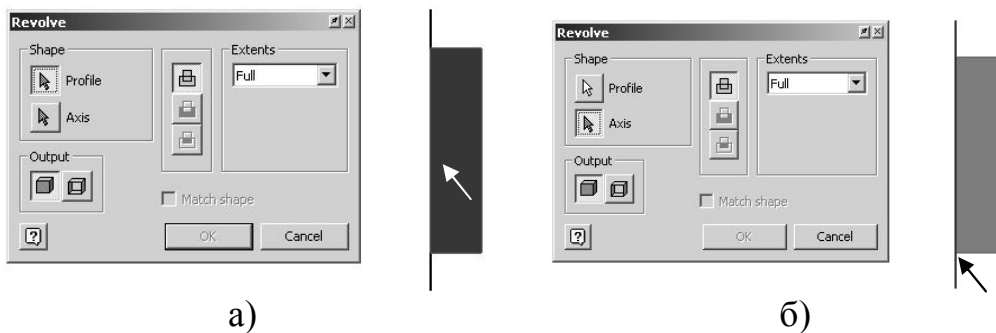 Revolve
Shape
Profile
Axis
Extents
Full
Output
Match shape
OK
Cancel
а)
Revolve
Shape
Profile
Axis
Extents
Full
Output
Match shape
OK
Cancel
б)